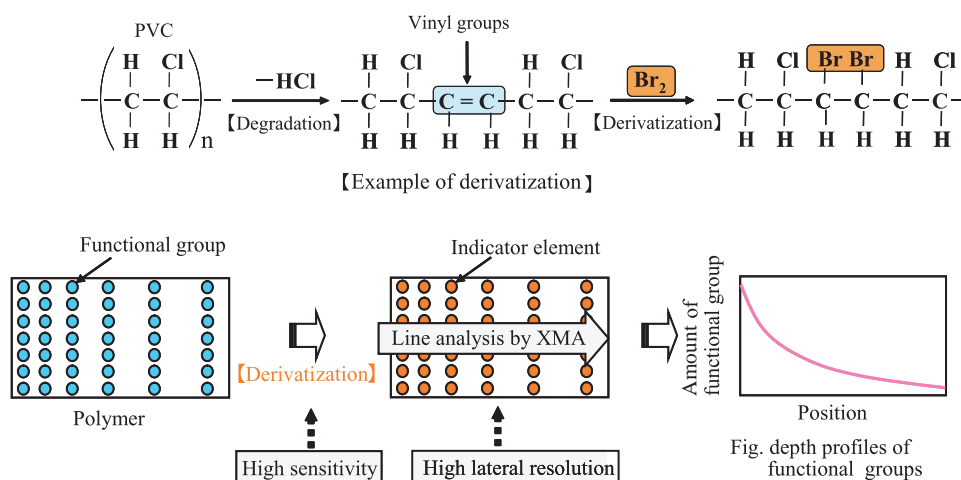 PVC
Vinyl groups
H Cl
C C
H H
n
−HCl
【Degradation】
H Cl H Cl
C C C = C C C
H H H H H H
Br₂
【Derivatization】
H Cl Br Br H Cl
C C C C C C
H H H H H H
【Example of derivatization】
Functional group
Polymer
【Derivatization】
High sensitivity
Indicator element
Line analysis by XMA
High lateral resolution
Amount of
functional group
Position
Fig. depth profiles of
functional groups